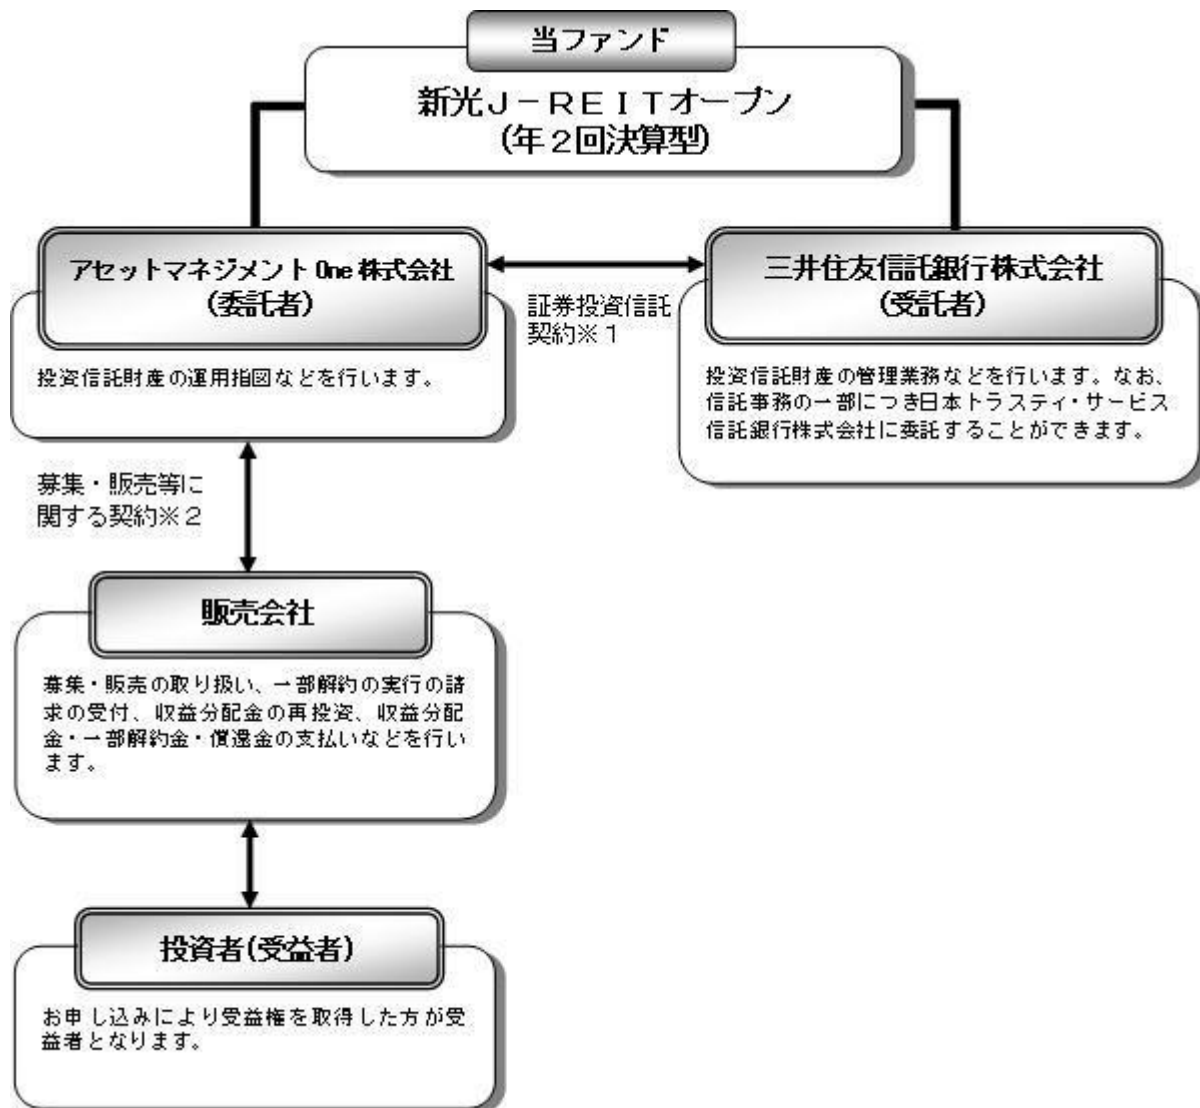 当ファンド
新光J－REITオープン
(年2回決算型)
アセットマネジメントOne株式会社
(委託者)
投資信託財産の運用指図などを行います。
証券投資信託
契約※1
三井住友信託銀行株式会社
(受託者)
投資信託財産の管理業務などを行います。なお、
信託事務の一部につき日本トラスティ・サービス
信託銀行株式会社に委託することができます。
募集・販売等に
関する契約※2
販売会社
募集・販売の取り扱い、一部解約の実行の請
求の受付、収益分配金の再投資、収益分配
金・一部解約金・償還金の支払いなどを行い
ます。
投資者(受益者)
お申し込みにより受益権を取得した方が受
益者となります。